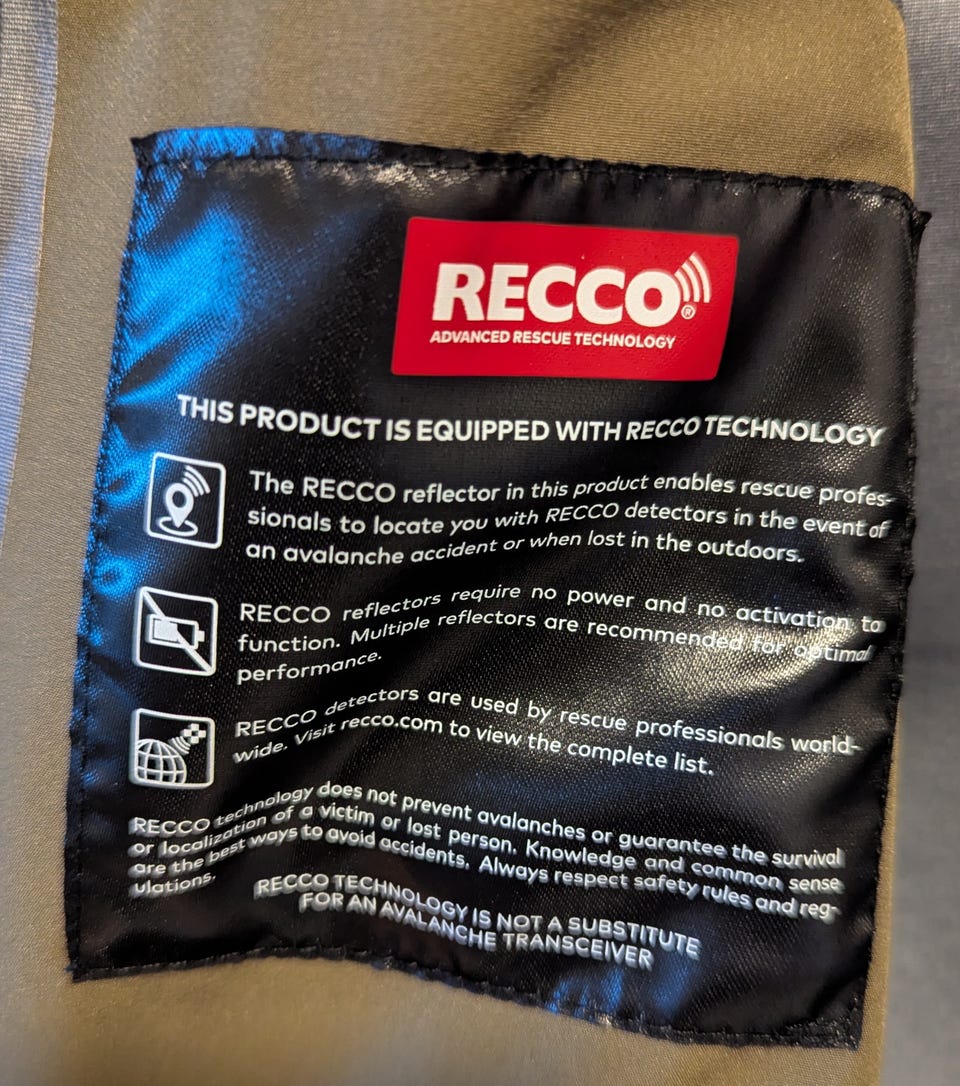 RECCO®
ADVANCED RESCUE TECHNOLOGY
THIS PRODUCT IS EQUIPPED WITH RECCO TECHNOLOGY
The RECCO reflector in this product enables rescue profes-
sionals to locate you with RECCO detectors in the event of
an avalanche accident or when lost in the outdoors.
RECCO reflectors require no power and no activation to
function. Multiple reflectors are recommended for optimal
performance.
RECCO detectors are used by rescue professionals world-
wide. Visit recco.com to view the complete list.
RECCO technology does not prevent avalanches or guarantee the survival
or localization of a victim or lost person. Knowledge and common sense
are the best ways to avoid accidents. Always respect safety rules and reg-
ulations.
RECCO TECHNOLOGY IS NOT A SUBSTITUTE
FOR AN AVALANCHE TRANSCEIVER